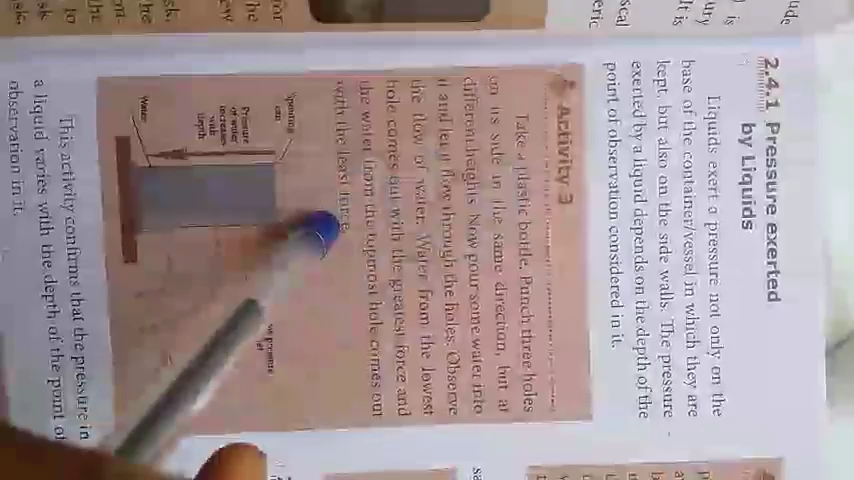 2.4.1 Pressure exerted
by Liquids
Liquids exert a pressure not only on the
base of the container/vessel in which they are
kept, but also on the side walls. The pressure
exerted by a liquid depends on the depth of the
point of observation considered in it.
Activity 3
Take a plastic bottle. Punch three holes
on its side in the same direction, but at
different heights. Now pour some water into
it and let it flow through the holes. Observe
the flow of water. Water from the lowest
hole comes out with the greatest force and
the water from the topmost hole comes out
with the least force.
Spouting
can
Pressure
of water
increases
with
depth
Water
pressure
This activity confirms that the pressure in
a liquid varies with the depth of the point of
observation in it.